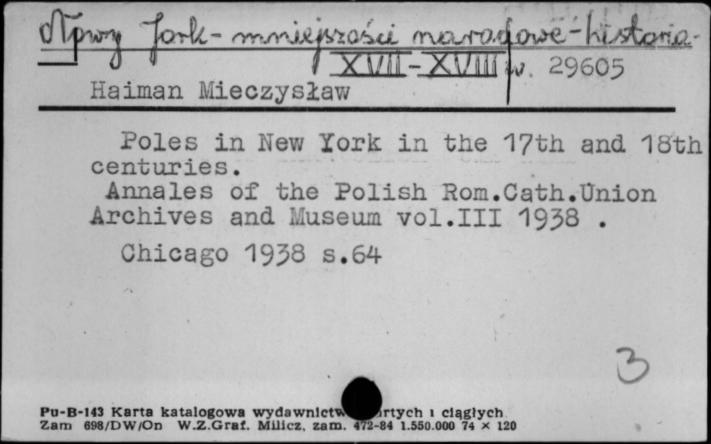 Nowy Jork - mniejszości narodowe - historia -
XVII - XVIII w. 29605
Haiman Mieczysław
Poles in New York in the 17th and 18th
centuries.
Annales of the Polish Rom.Cath.Union
Archives and Museum vol.III 1938 .
Chicago 1938 s.64
3
Pu-B-143 Karta katalogowa wydawnictw rtych i ciągłych
Zam 698/DW/On W.Z.Graf. Milicz, zam. 472-84 1.550.000 74 × 120